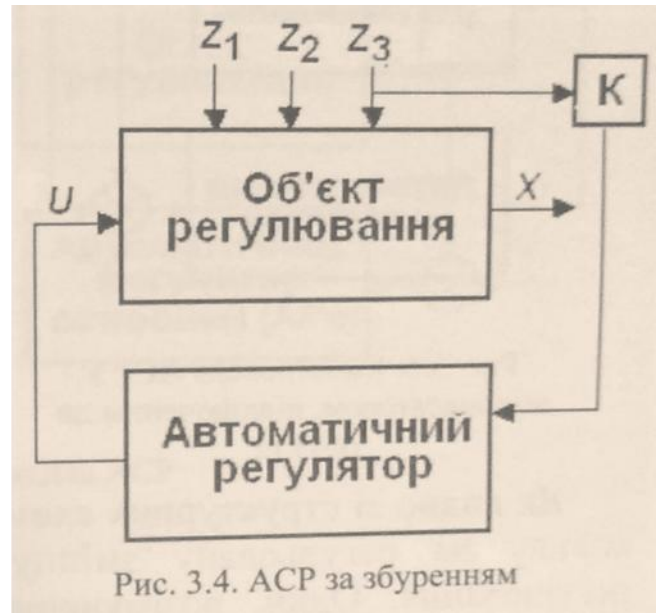 Z1 Z2 Z3
К
U
Об'єкт
регулювання
X
Автоматичний
регулятор
Рис. 3.4. АСР за збуренням